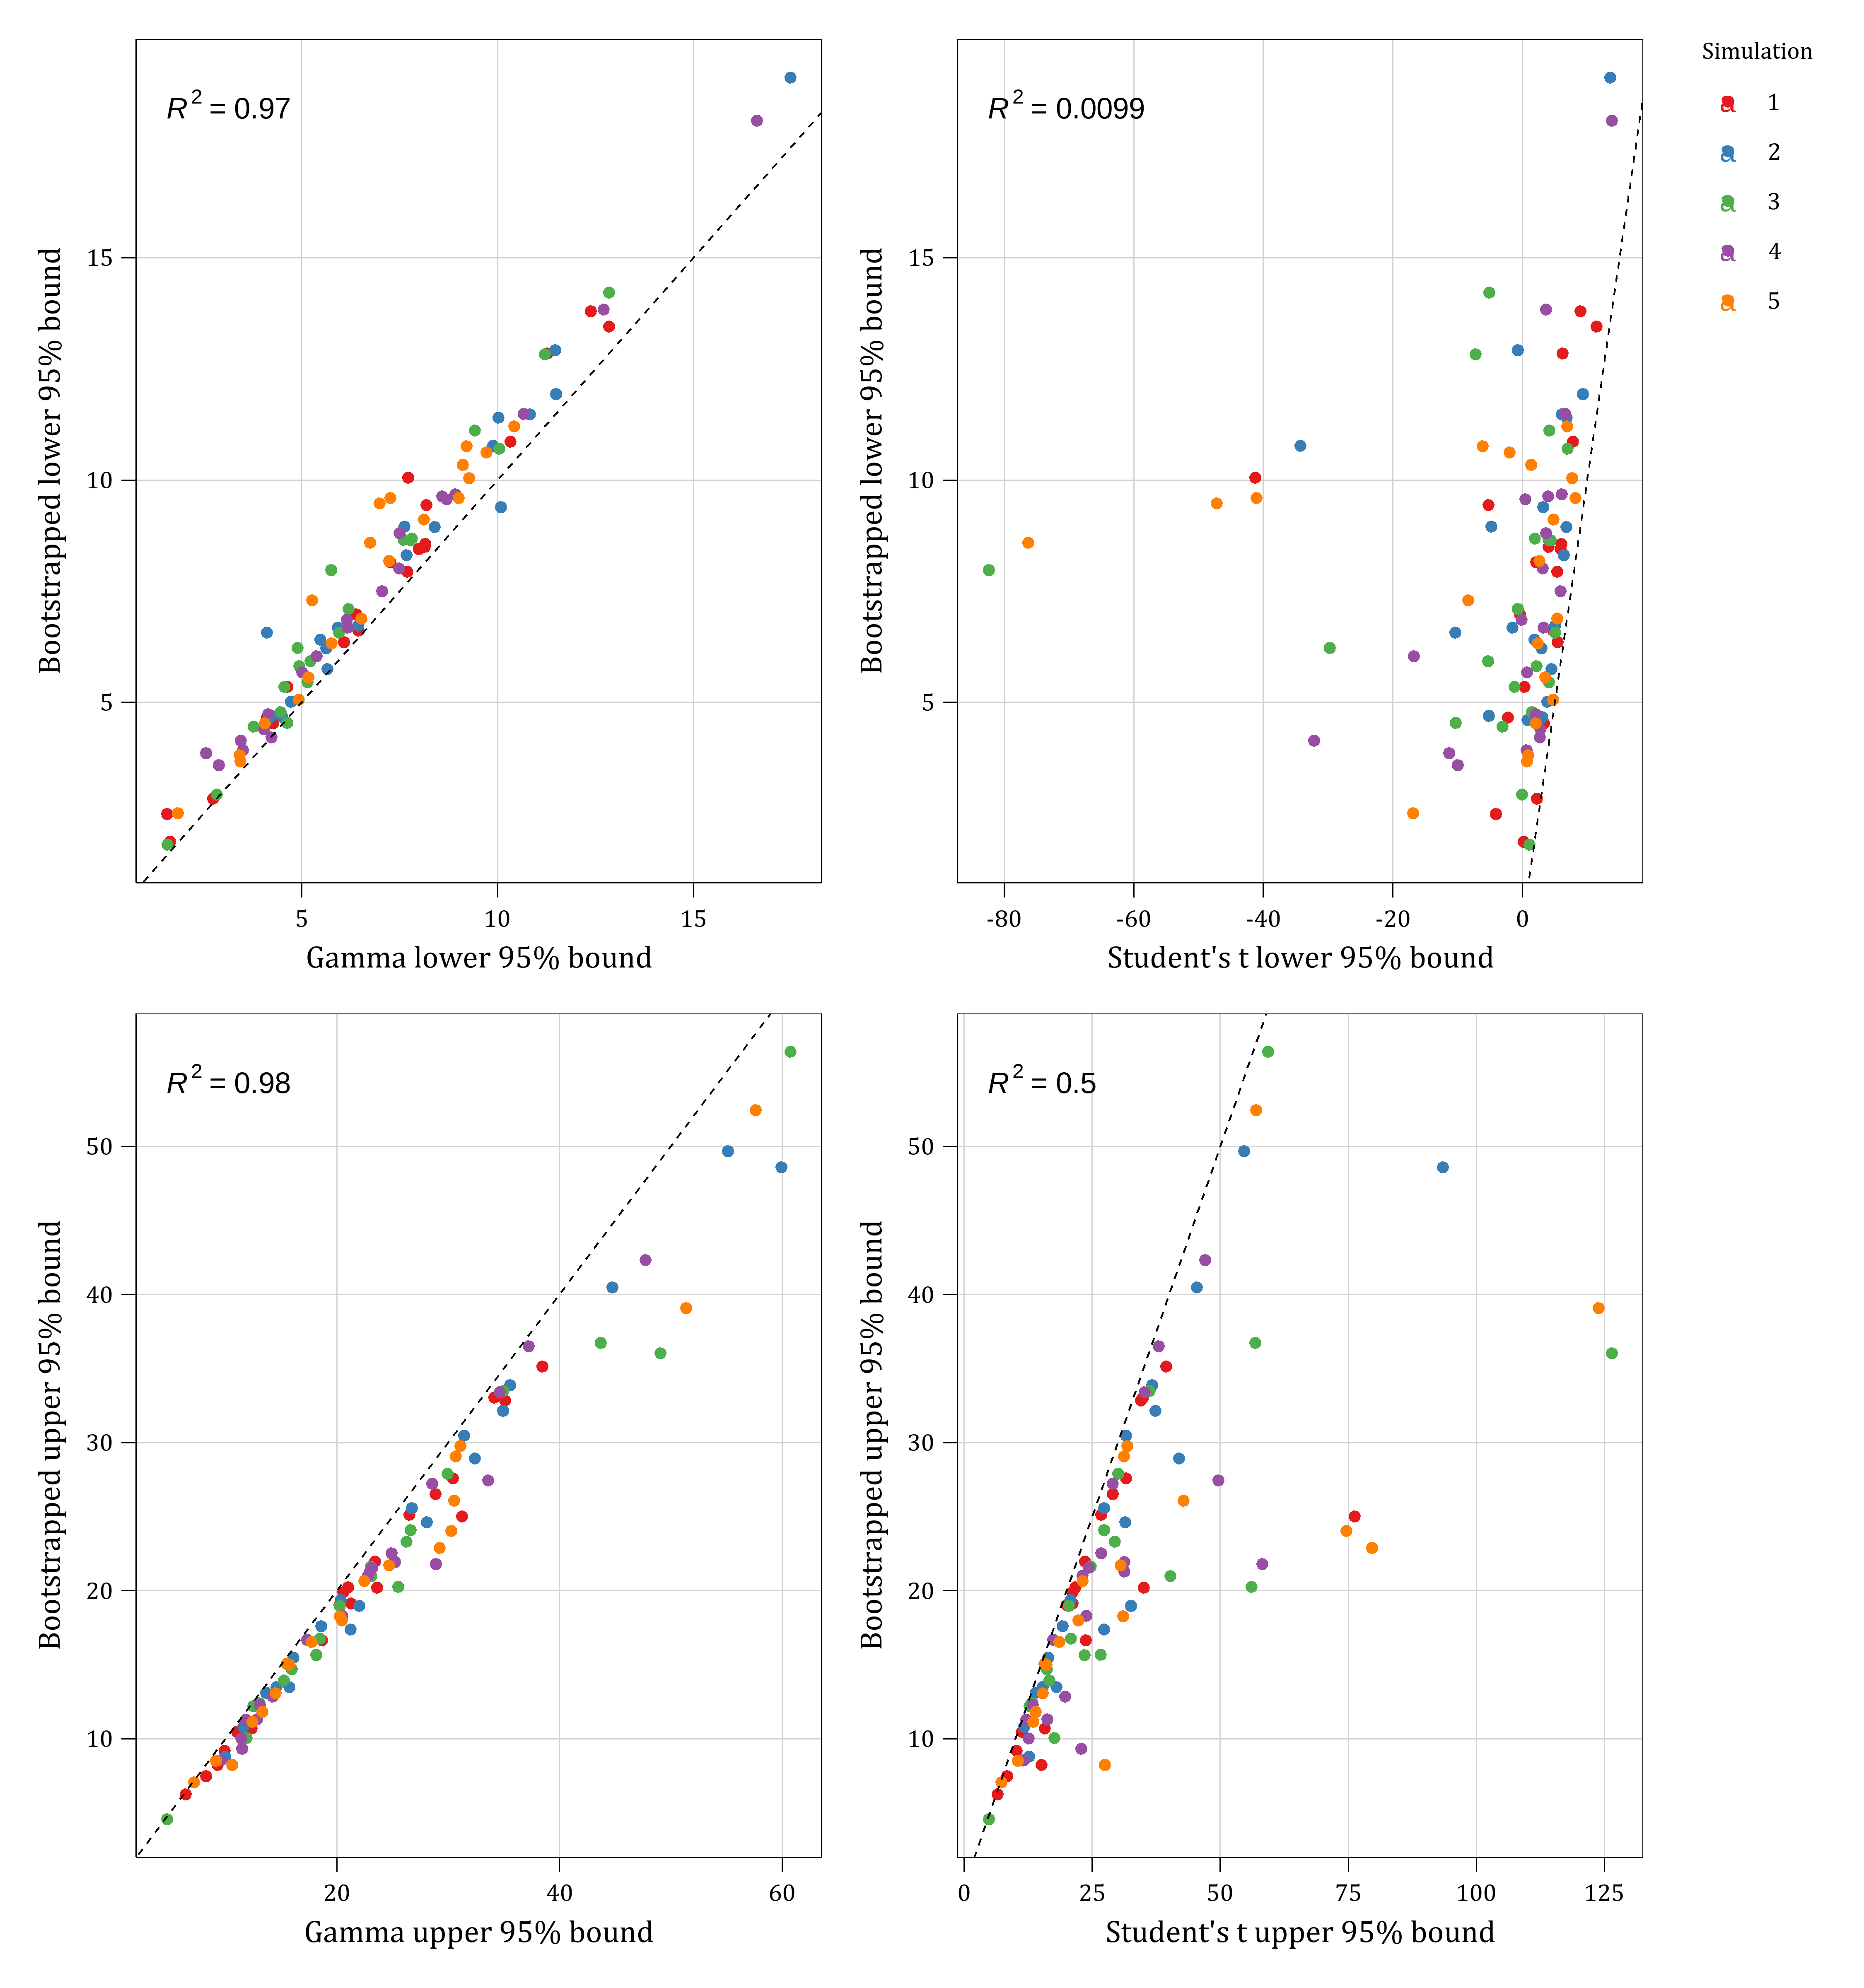 R2 = 0.97
Bootstrapped lower 95% bound
15
10
5
5 10 15
Gamma lower 95% bound
R2 = 0.0099
Bootstrapped lower 95% bound
15
10
5
-80 -60 -40 -20 0
Student's t lower 95% bound
Simulation
a 1
a 2
a 3
a 4
a 5
R2 = 0.98
Bootstrapped upper 95% bound
50
40
30
20
10
20 40 60
Gamma upper 95% bound
R2 = 0.5
Bootstrapped upper 95% bound
50
40
30
20
10
0 25 50 75 100 125
Student's t upper 95% bound